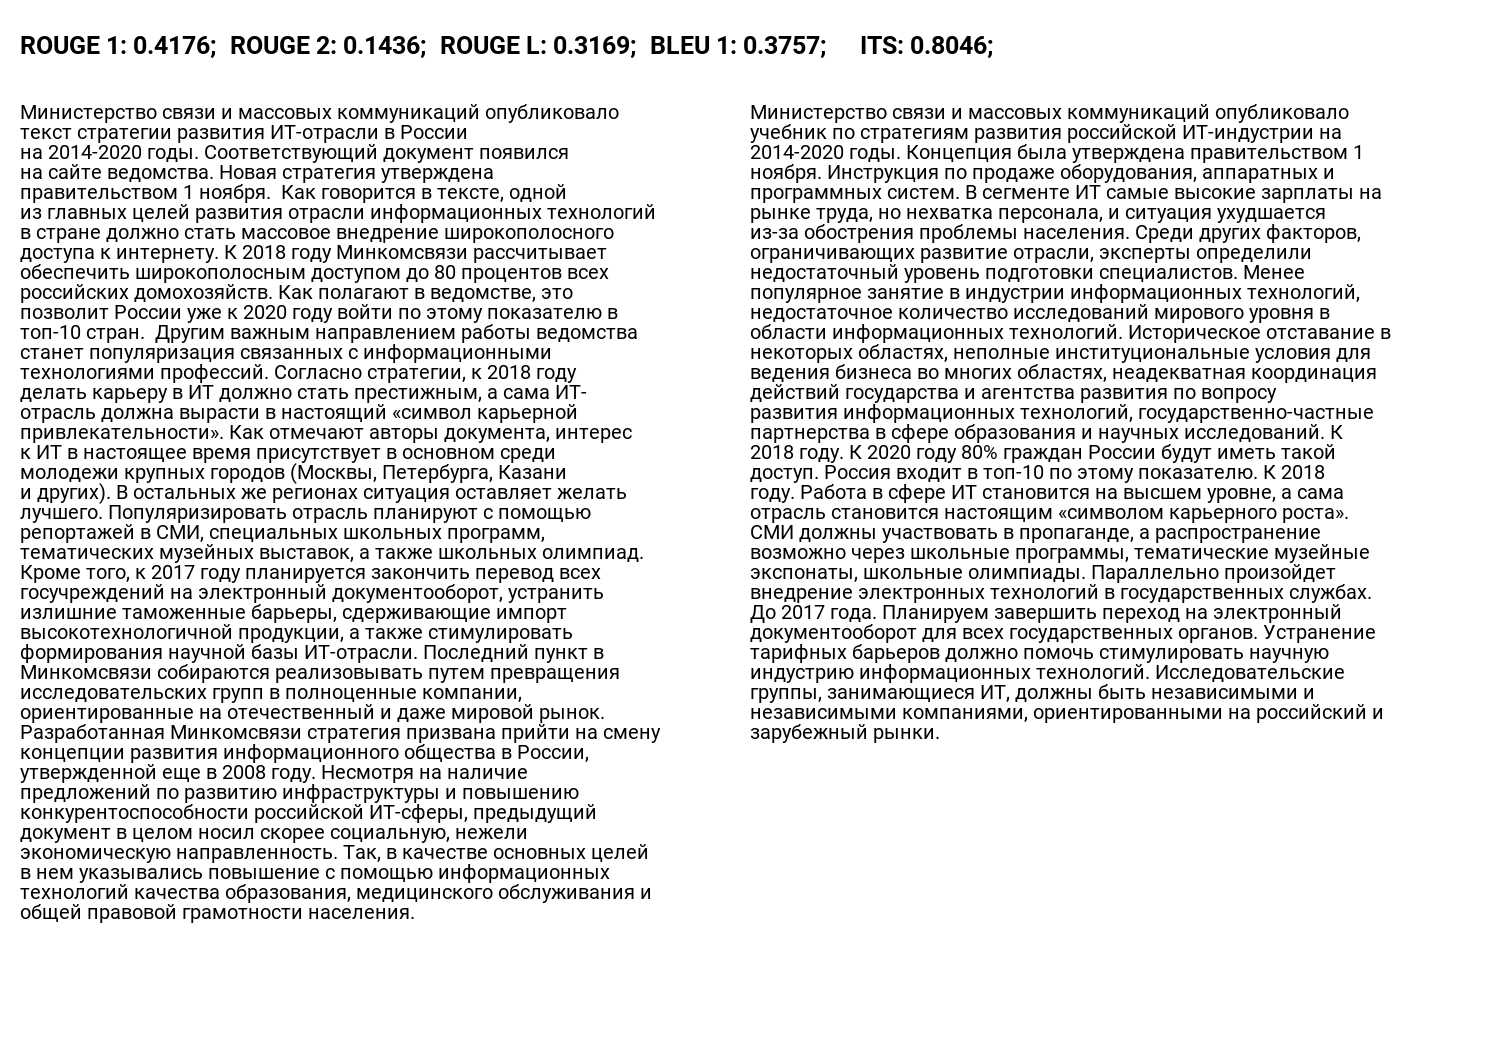 ROUGE 1: 0.4176;  ROUGE 2: 0.1436;  ROUGE L: 0.3169;  BLEU 1: 0.3757;     ITS: 0.8046;
Министерство связи и массовых коммуникаций опубликовало
текст стратегии развития ИТ-отрасли в России
на 2014-2020 годы. Соответствующий документ появился
на сайте ведомства. Новая стратегия утверждена
правительством 1 ноября.  Как говорится в тексте, одной
из главных целей развития отрасли информационных технологий
в стране должно стать массовое внедрение широкополосного
доступа к интернету. К 2018 году Минкомсвязи рассчитывает
обеспечить широкополосным доступом до 80 процентов всех
российских домохозяйств. Как полагают в ведомстве, это
позволит России уже к 2020 году войти по этому показателю в
топ-10 стран.  Другим важным направлением работы ведомства
станет популяризация связанных с информационными
технологиями профессий. Согласно стратегии, к 2018 году
делать карьеру в ИТ должно стать престижным, а сама ИТ-
отрасль должна вырасти в настоящий «символ карьерной
привлекательности». Как отмечают авторы документа, интерес
к ИТ в настоящее время присутствует в основном среди
молодежи крупных городов (Москвы, Петербурга, Казани
и других). В остальных же регионах ситуация оставляет желать
лучшего. Популяризировать отрасль планируют с помощью
репортажей в СМИ, специальных школьных программ,
тематических музейных выставок, а также школьных олимпиад.
Кроме того, к 2017 году планируется закончить перевод всех
госучреждений на электронный документооборот, устранить
излишние таможенные барьеры, сдерживающие импорт
высокотехнологичной продукции, а также стимулировать
формирования научной базы ИТ-отрасли. Последний пункт в
Минкомсвязи собираются реализовывать путем превращения
исследовательских групп в полноценные компании,
ориентированные на отечественный и даже мировой рынок.
Разработанная Минкомсвязи стратегия призвана прийти на смену
концепции развития информационного общества в России,
утвержденной еще в 2008 году. Несмотря на наличие
предложений по развитию инфраструктуры и повышению
конкурентоспособности российской ИТ-сферы, предыдущий
документ в целом носил скорее социальную, нежели
экономическую направленность. Так, в качестве основных целей
в нем указывались повышение с помощью информационных
технологий качества образования, медицинского обслуживания и
общей правовой грамотности населения.
Министерство связи и массовых коммуникаций опубликовало
учебник по стратегиям развития российской ИТ-индустрии на
2014-2020 годы. Концепция была утверждена правительством 1
ноября. Инструкция по продаже оборудования, аппаратных и
программных систем. В сегменте ИТ самые высокие зарплаты на
рынке труда, но нехватка персонала, и ситуация ухудшается
из-за обострения проблемы населения. Среди других факторов,
ограничивающих развитие отрасли, эксперты определили
недостаточный уровень подготовки специалистов. Менее
популярное занятие в индустрии информационных технологий,
недостаточное количество исследований мирового уровня в
области информационных технологий. Историческое отставание в
некоторых областях, неполные институциональные условия для
ведения бизнеса во многих областях, неадекватная координация
действий государства и агентства развития по вопросу
развития информационных технологий, государственно-частные
партнерства в сфере образования и научных исследований. К
2018 году. К 2020 году 80% граждан России будут иметь такой
доступ. Россия входит в топ-10 по этому показателю. К 2018
году. Работа в сфере ИТ становится на высшем уровне, а сама
отрасль становится настоящим «символом карьерного роста».
СМИ должны участвовать в пропаганде, а распространение
возможно через школьные программы, тематические музейные
экспонаты, школьные олимпиады. Параллельно произойдет
внедрение электронных технологий в государственных службах.
До 2017 года. Планируем завершить переход на электронный
документооборот для всех государственных органов. Устранение
тарифных барьеров должно помочь стимулировать научную
индустрию информационных технологий. Исследовательские
группы, занимающиеся ИТ, должны быть независимыми и
независимыми компаниями, ориентированными на российский и
зарубежный рынки.